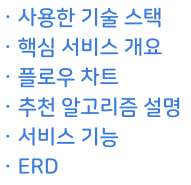 · 사용한 기술 스택
· 핵심 서비스 개요
· 플로우 차트
· 추천 알고리즘 설명
· 서비스 기능
· ERD